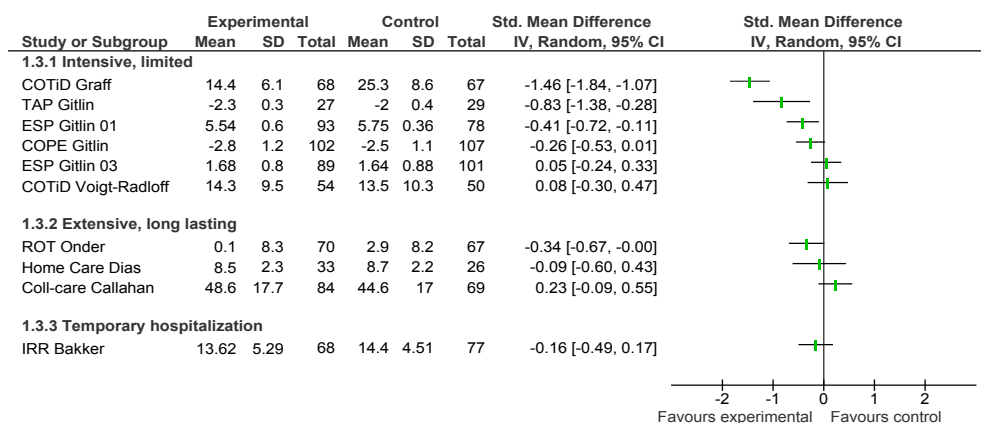 Experimental Control Std. Mean Difference Std. Mean Difference
Study or Subgroup Mean SD Total Mean SD Total IV, Random, 95% CI IV, Random, 95% CI
1.3.1 Intensive, limited
COTiD Graff 14.4 6.1 68 25.3 8.6 67 -1.46 [-1.84, -1.07]
TAP Gitlin -2.3 0.3 27 -2 0.4 29 -0.83 [-1.38, -0.28]
ESP Gitlin 01 5.54 0.6 93 5.75 0.36 78 -0.41 [-0.72, -0.11]
COPE Gitlin -2.8 1.2 102 -2.5 1.1 107 -0.26 [-0.53, 0.01]
ESP Gitlin 03 1.68 0.8 89 1.64 0.88 101 0.05 [-0.24, 0.33]
COTiD Voigt-Radloff 14.3 9.5 54 13.5 10.3 50 0.08 [-0.30, 0.47]
1.3.2 Extensive, long lasting
ROT Onder 0.1 8.3 70 2.9 8.2 67 -0.34 [-0.67, -0.00]
Home Care Dias 8.5 2.3 33 8.7 2.2 26 -0.09 [-0.60, 0.43]
Coll-care Callahan 48.6 17.7 84 44.6 17 69 0.23 [-0.09, 0.55]
1.3.3 Temporary hospitalization
IRR Bakker 13.62 5.29 68 14.4 4.51 77 -0.16 [-0.49, 0.17]
-2 -1 0 1 2
Favours experimental Favours control